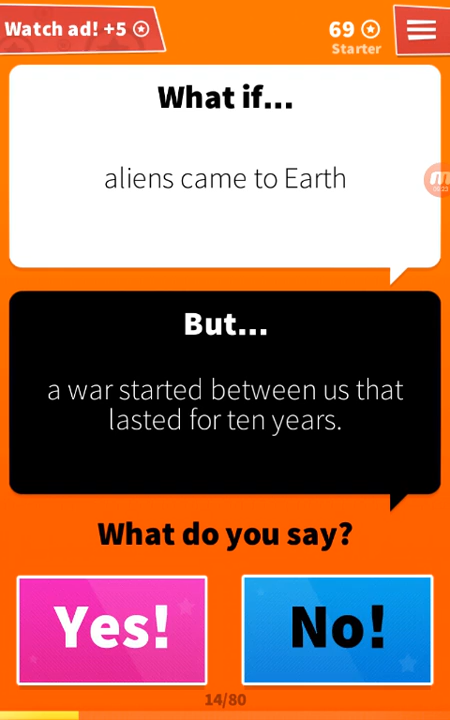 Watch ad! +5
69
Starter
What if...
aliens came to Earth
But...
a war started between us that
lasted for ten years.
What do you say?
Yes!
No!
14/80